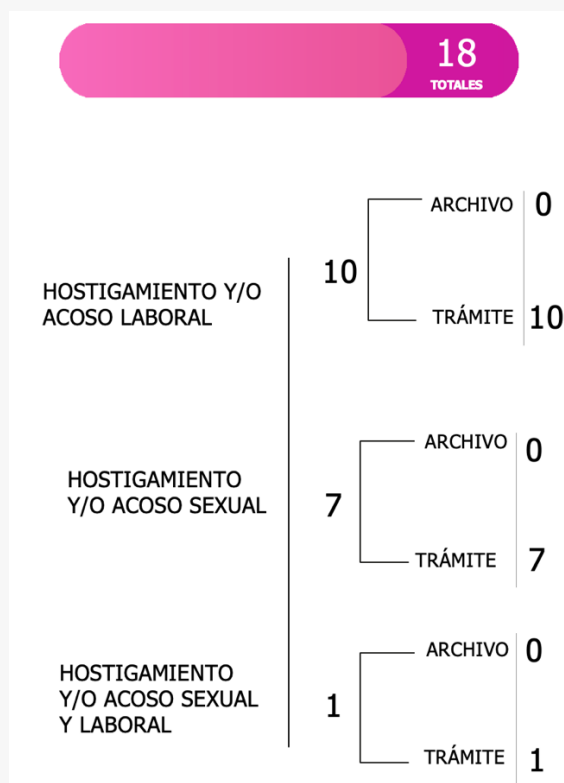 18
TOTALES
HOSTIGAMIENTO Y/O
ACOSO LABORAL
10
ARCHIVO 0
TRÁMITE 10
HOSTIGAMIENTO
Y/O ACOSO SEXUAL
7
ARCHIVO 0
TRÁMITE 7
HOSTIGAMIENTO
Y/O ACOSO SEXUAL
Y LABORAL
1
ARCHIVO 0
TRÁMITE 1